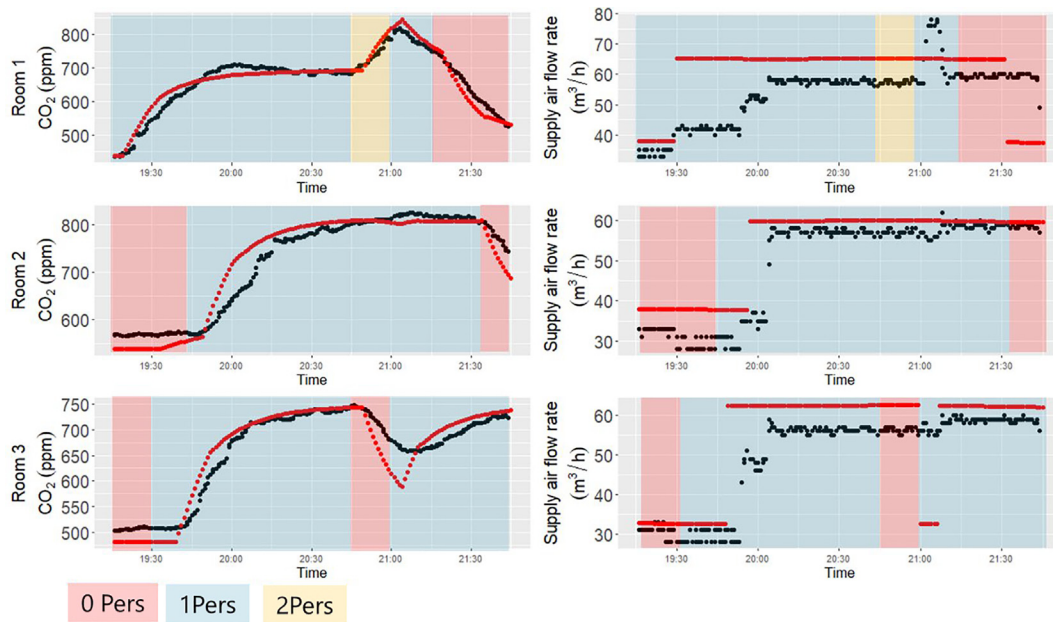 Room 1
CO₂ (ppm)
800
700
600
500
19:30 20:00 20:30 21:00 21:30
Time
Supply air flow rate
(m³/h)
80
70
60
50
40
19:30 20:00 20:30 21:00 21:30
Time
Room 2
CO₂ (ppm)
800
700
600
19:30 20:00 20:30 21:00 21:30
Time
Supply air flow rate
(m³/h)
60
50
40
30
19:30 20:00 20:30 21:00 21:30
Time
Room 3
CO₂ (ppm)
750
700
650
600
550
500
19:30 20:00 20:30 21:00 21:30
Time
Supply air flow rate
(m³/h)
60
50
40
30
19:30 20:00 20:30 21:00 21:30
Time
0 Pers 1Pers 2Pers